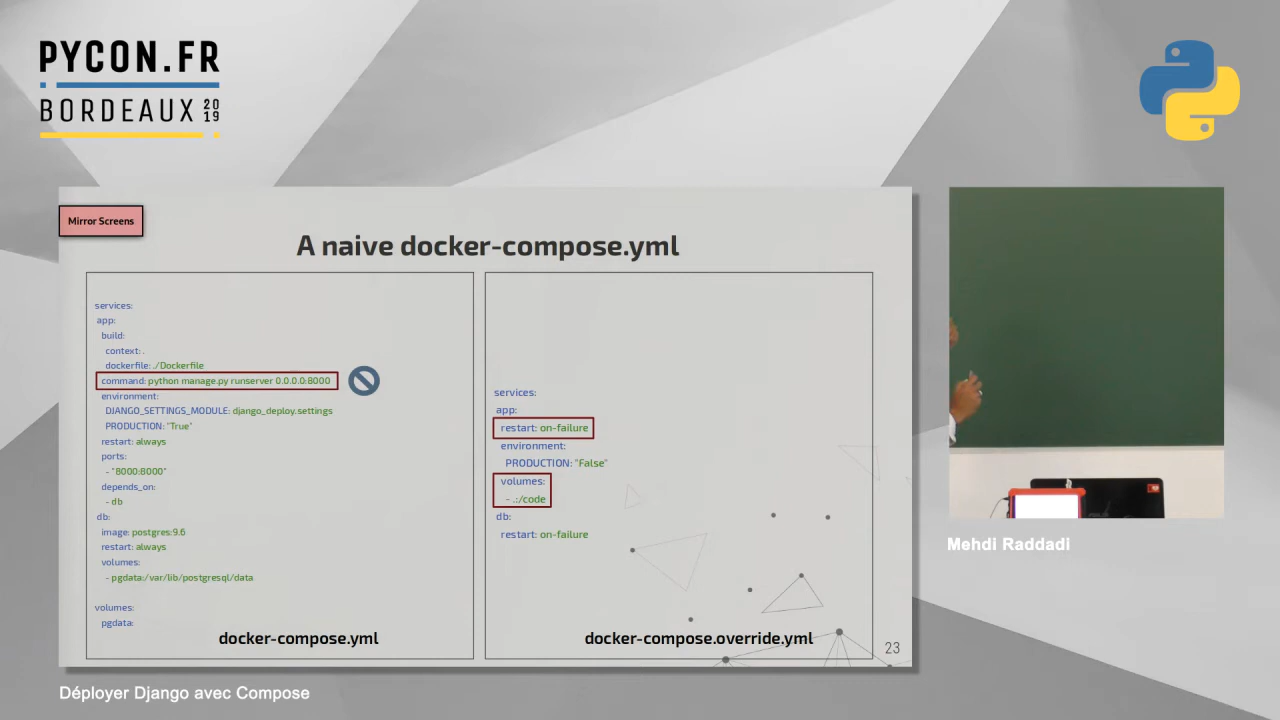 PYCON.FR
BORDEAUX 2019
Mirror Screens
A naive docker-compose.yml
services:
app:
build:
context: .
dockerfile: ./Dockerfile
command: python manage.py runserver 0.0.0.0:8000
environment:
DJANGO_SETTINGS_MODULE: django_deploy.settings
PRODUCTION: "True"
restart: always
ports:
- "8000:8000"
depends_on:
- db
db:
image: postgres:9.6
restart: always
volumes:
- pgdata:/var/lib/postgresql/data
volumes:
pgdata:
docker-compose.yml
services:
app:
restart: on-failure
environment:
PRODUCTION: "False"
volumes:
- .:/code
db:
restart: on-failure
docker-compose.override.yml
23
Mehdi Raddadi
Déployer Django avec Compose